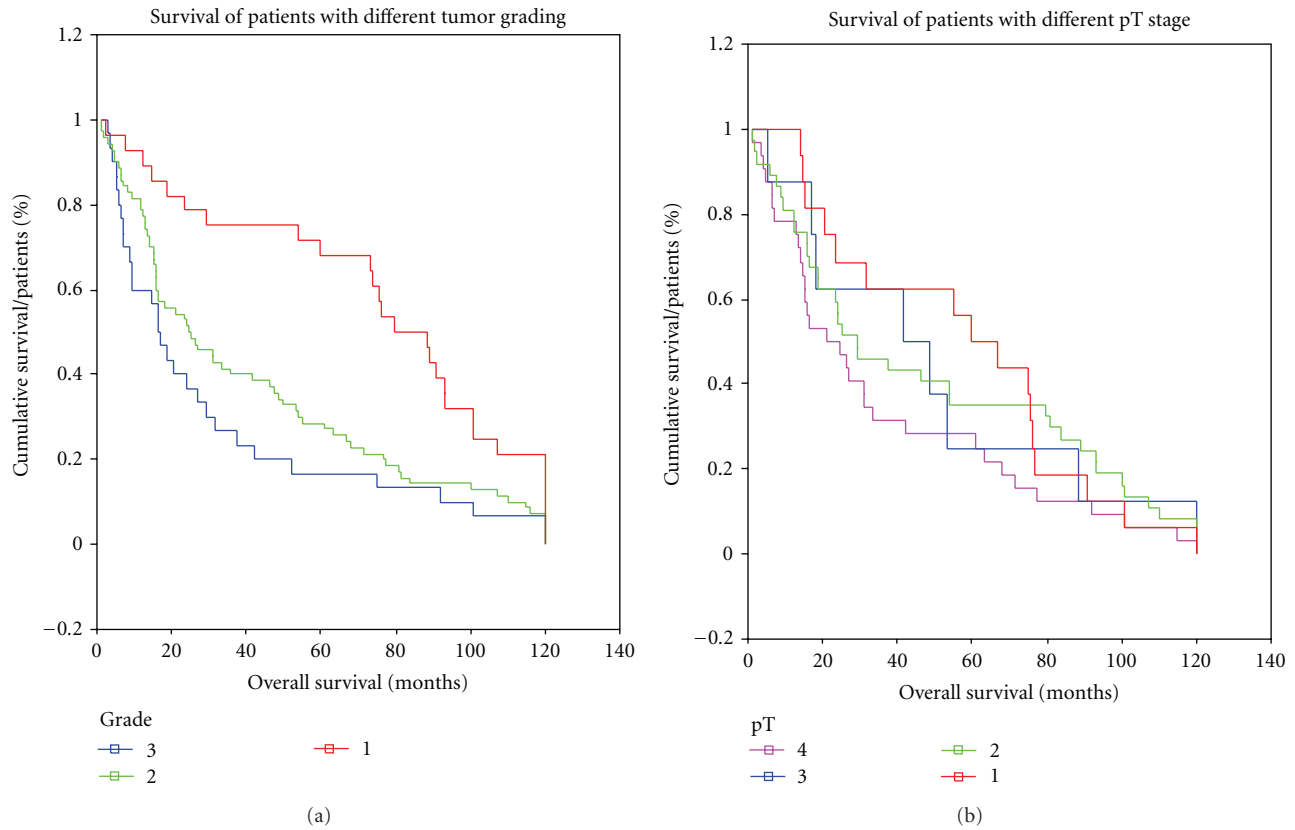 Survival of patients with different tumor grading
1.2
1
0.8
0.6
0.4
0.2
0
−0.2
Cumulative survival/patients (%)
0 20 40 60 80 100 120 140
Overall survival (months)
Grade
3 1
2
(a)
Survival of patients with different pT stage
1.2
1
0.8
0.6
0.4
0.2
0
−0.2
Cumulative survival/patients (%)
0 20 40 60 80 100 120 140
Overall survival (months)
pT
4 2
3 1
(b)